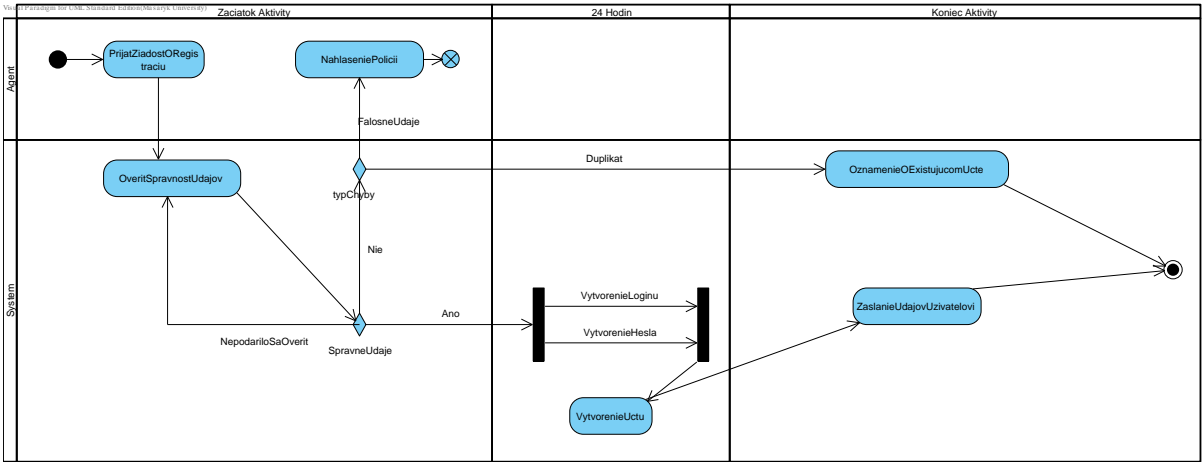 Visual Paradigm for UML Standard Edition(Masaryk University)
Zaciatok Aktivity
24 Hodin
Koniec Aktivity
Agent
PrijatZiadostORegis
traciu
NahlaseniePolicii
FalosneUdaje
System
OveritSpravnostUdajov
typChyby
Duplikat
OznamenieOExistujucomUcte
Nie
NepodariloSaOverit
SpravneUdaje
Ano
VytvorenieLoginu
VytvorenieHesla
ZaslanieUdajovUzivatelovi
VytvorenieUctu